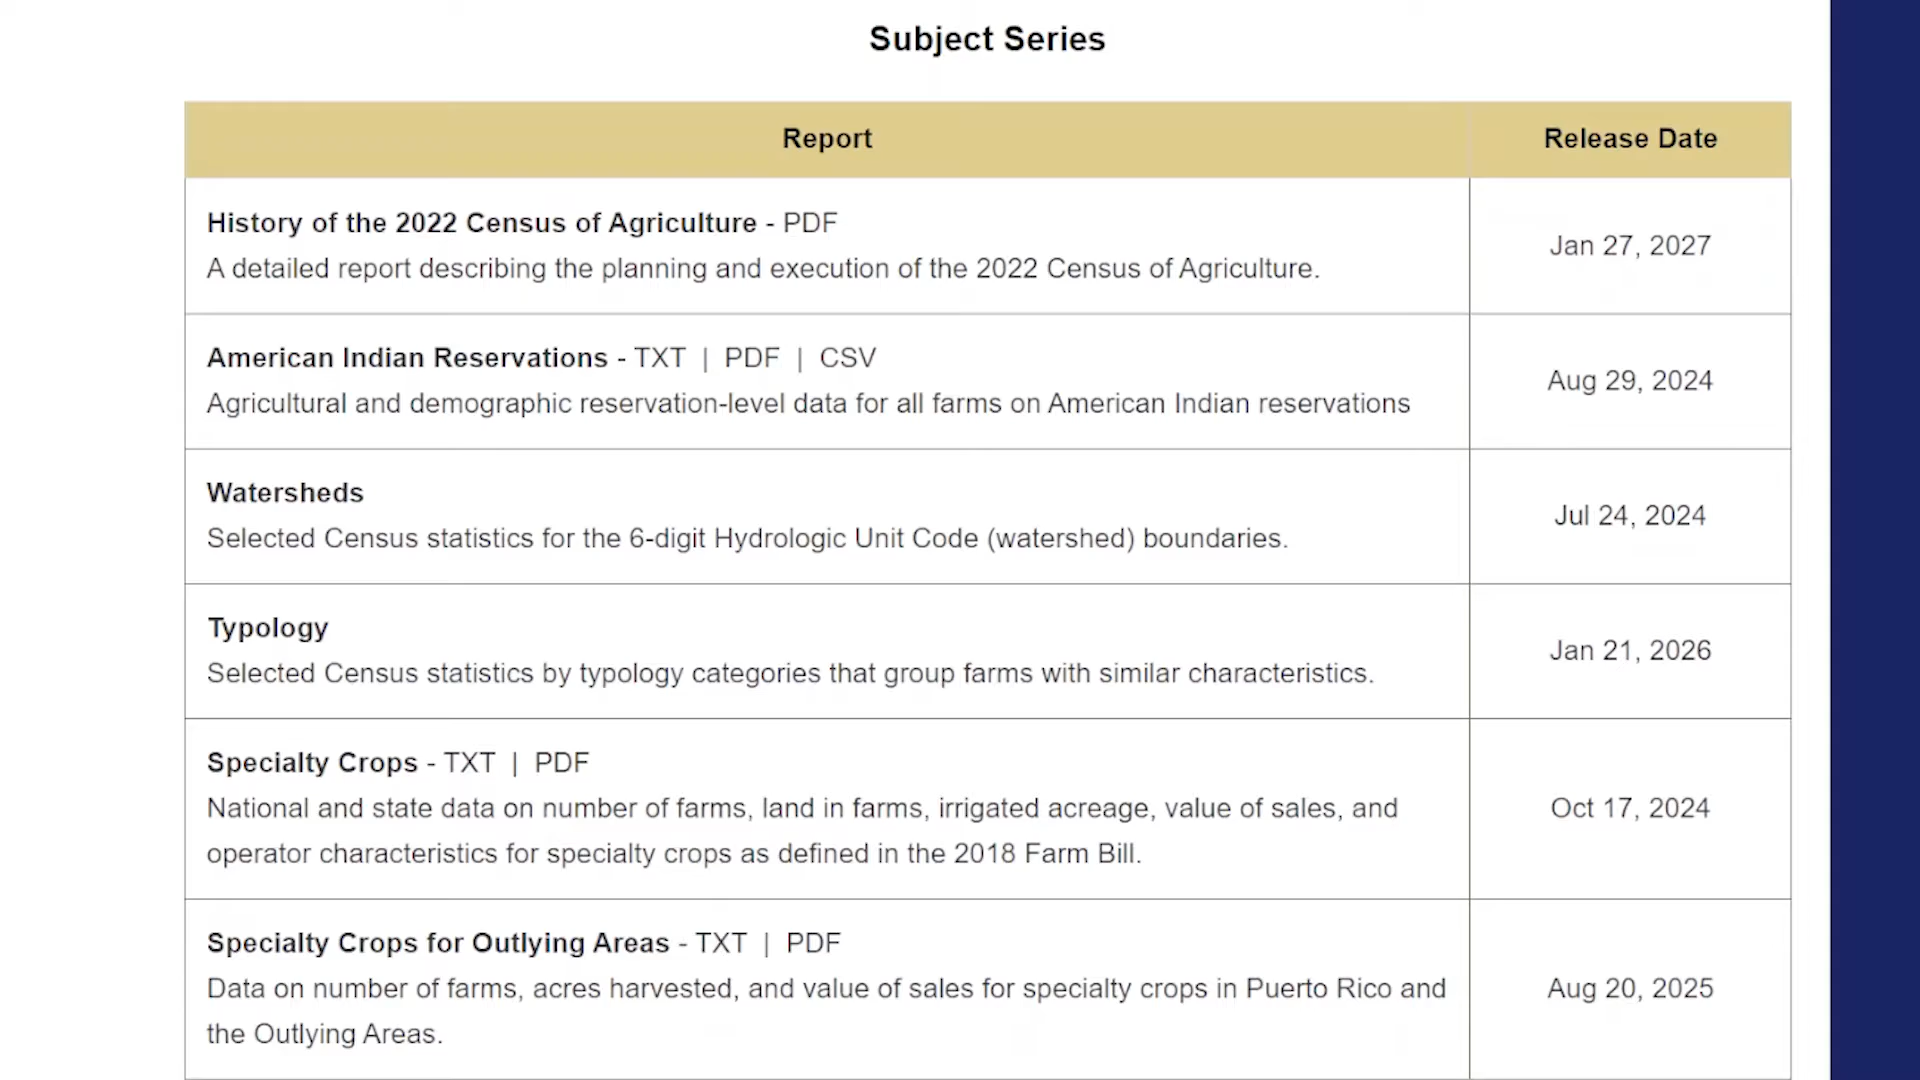 Subject Series
Report
Release Date
History of the 2022 Census of Agriculture - PDF
A detailed report describing the planning and execution of the 2022 Census of Agriculture.
Jan 27, 2027
American Indian Reservations - TXT | PDF | CSV
Agricultural and demographic reservation-level data for all farms on American Indian reservations
Aug 29, 2024
Watersheds
Selected Census statistics for the 6-digit Hydrologic Unit Code (watershed) boundaries.
Jul 24, 2024
Typology
Selected Census statistics by typology categories that group farms with similar characteristics.
Jan 21, 2026
Specialty Crops - TXT | PDF
National and state data on number of farms, land in farms, irrigated acreage, value of sales, and
operator characteristics for specialty crops as defined in the 2018 Farm Bill.
Oct 17, 2024
Specialty Crops for Outlying Areas - TXT | PDF
Data on number of farms, acres harvested, and value of sales for specialty crops in Puerto Rico and
the Outlying Areas.
Aug 20, 2025